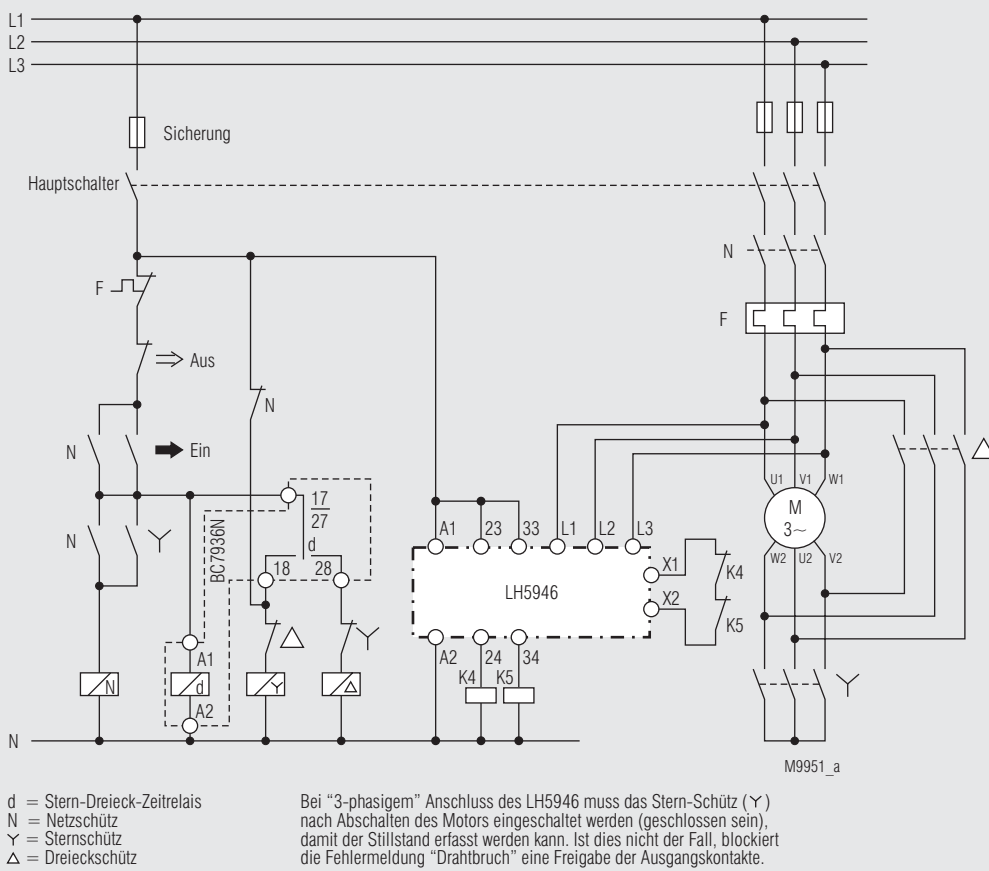 L1
L2
L3
Sicherung
Hauptschalter
N
F
F
Aus
N
N
Ein
U1 V1 W1
17
27
M
3~
N
BC7936N
d
A1 23 33 L1 L2 L3
W2 U2 V2
18 28
X1
LH5946
K4
X2
K5
A1
A2 24 34
N
d
Y
△
K4 K5
A2
N
M9951_a
d = Stern-Dreieck-Zeitrelais
N = Netzschütz
Y = Sternschütz
△ = Dreieckschütz
Bei “3-phasigem” Anschluss des LH5946 muss das Stern-Schütz (Y)
nach Abschalten des Motors eingeschaltet werden (geschlossen sein),
damit der Stillstand erfasst werden kann. Ist dies nicht der Fall, blockiert
die Fehlermeldung “Drahtbruch” eine Freigabe der Ausgangskontakte.